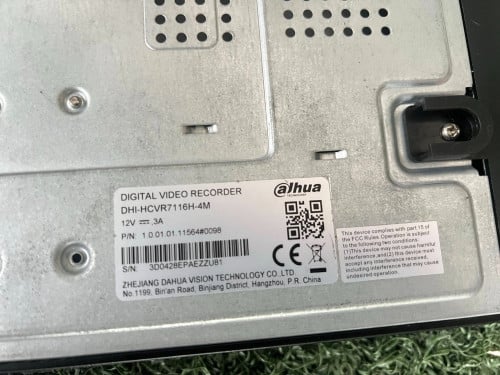 DIGITAL VIDEO RECORDER
DHI-HCVR7116H-4M
12V ⎓ ,3A
P/N: 1.0.01.01.11564#0098
S/N: 3D0428EPAEZZU81
ZHEJIANG DAHUA VISION TECHNOLOGY CO., LTD
No.1199, Bin'an Road, Binjiang District, Hangzhou, P.R. China
alhua
TECHNOLOGY
CE
This device complies with part 15 of
the FCC Rules. Operation is subject
to the following two conditions:
(1)This device may not cause harmful
interference,and(2) this device must
accept any interference received,
including interference that may cause
undesired operation.